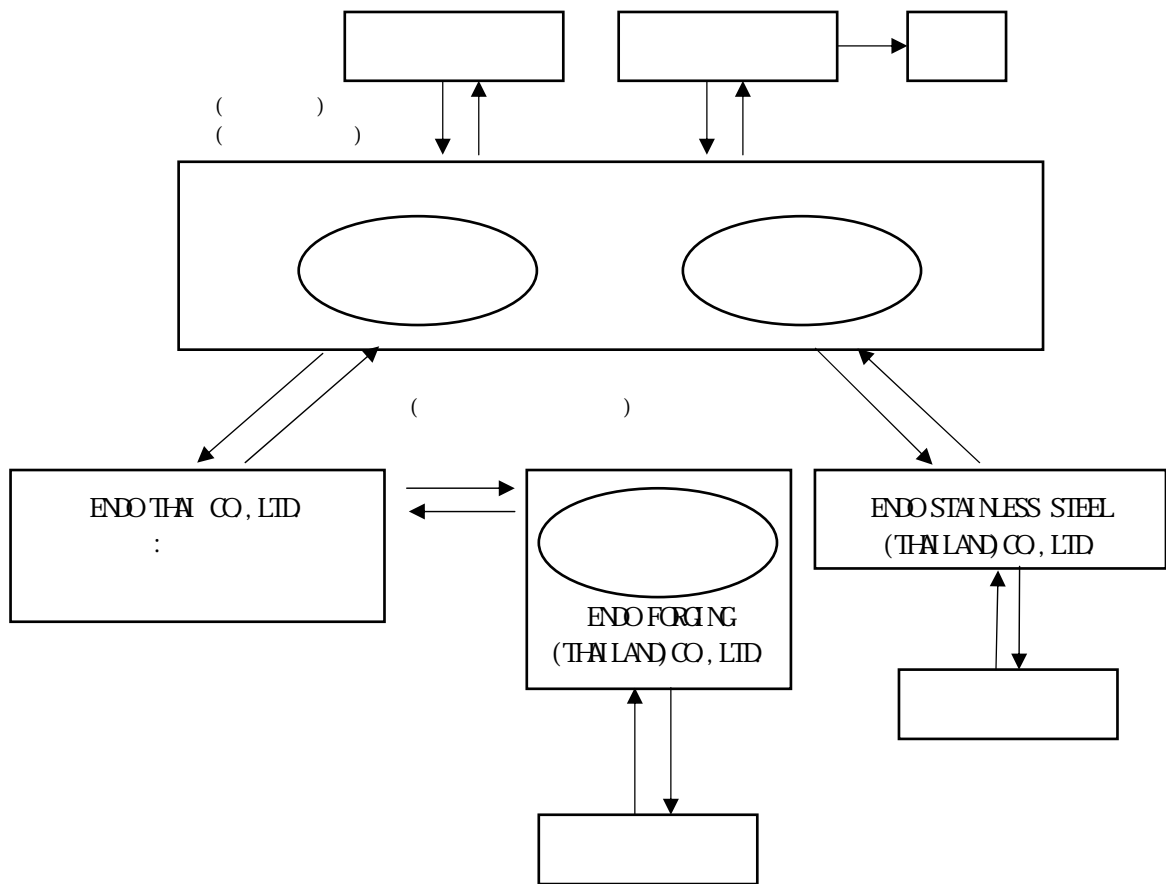 (            )
(                )
(                        )
ENDO THAI CO., LTD.
:
ENDO STAINLESS STEEL
(THAILAND) CO., LTD.
ENDO FORGING
(THAILAND) CO., LTD.